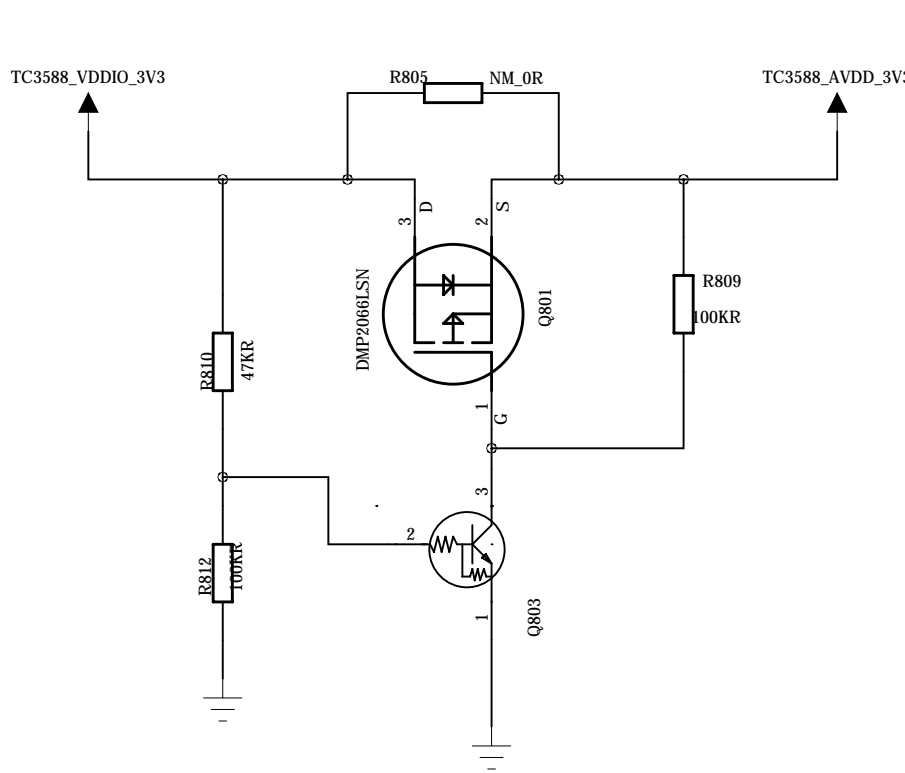 TC3588_VDDIO_3V3
R805
NM_0R
TC3588_AVDD_3V3
3
D
2
S
DMP2066LSN
Q801
R809
100KR
R810
47KR
1
G
3
2
R812
100KR
1
Q803